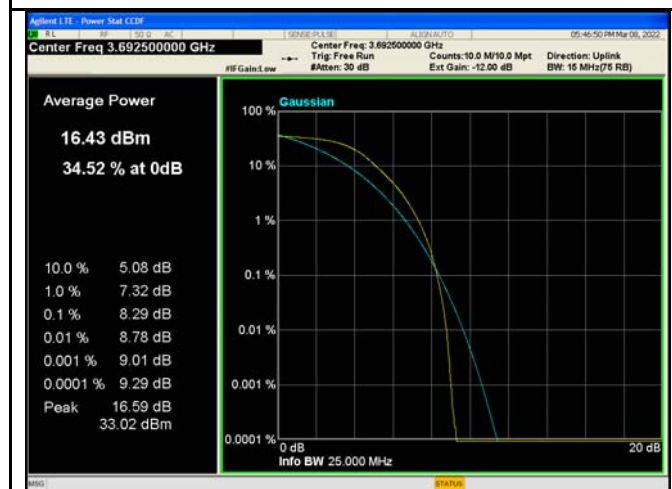 Agilent LTE - Power Stat CCDF
RL RF 50 Ω AC SENSE:PULSE ALIGN AUTO 05:46:50 PM Mar 08, 2022
Center Freq 3.692500000 GHz
Center Freq: 3.692500000 GHz
Trig: Free Run Counts:10.0 M/10.0 Mpt Direction: Uplink
#IFGain:Low #Atten: 30 dB Ext Gain: -12.00 dB BW: 15 MHz(75 RB)
Average Power
16.43 dBm
34.52 % at 0dB
10.0 % 5.08 dB
1.0 % 7.32 dB
0.1 % 8.29 dB
0.01 % 8.78 dB
0.001 % 9.01 dB
0.0001 % 9.29 dB
Peak 16.59 dB
33.02 dBm
Gaussian
100 %
10 %
1 %
0.1 %
0.01 %
0.001 %
0.0001 %
0 dB 20 dB
Info BW 25.000 MHz
MSG STATUS